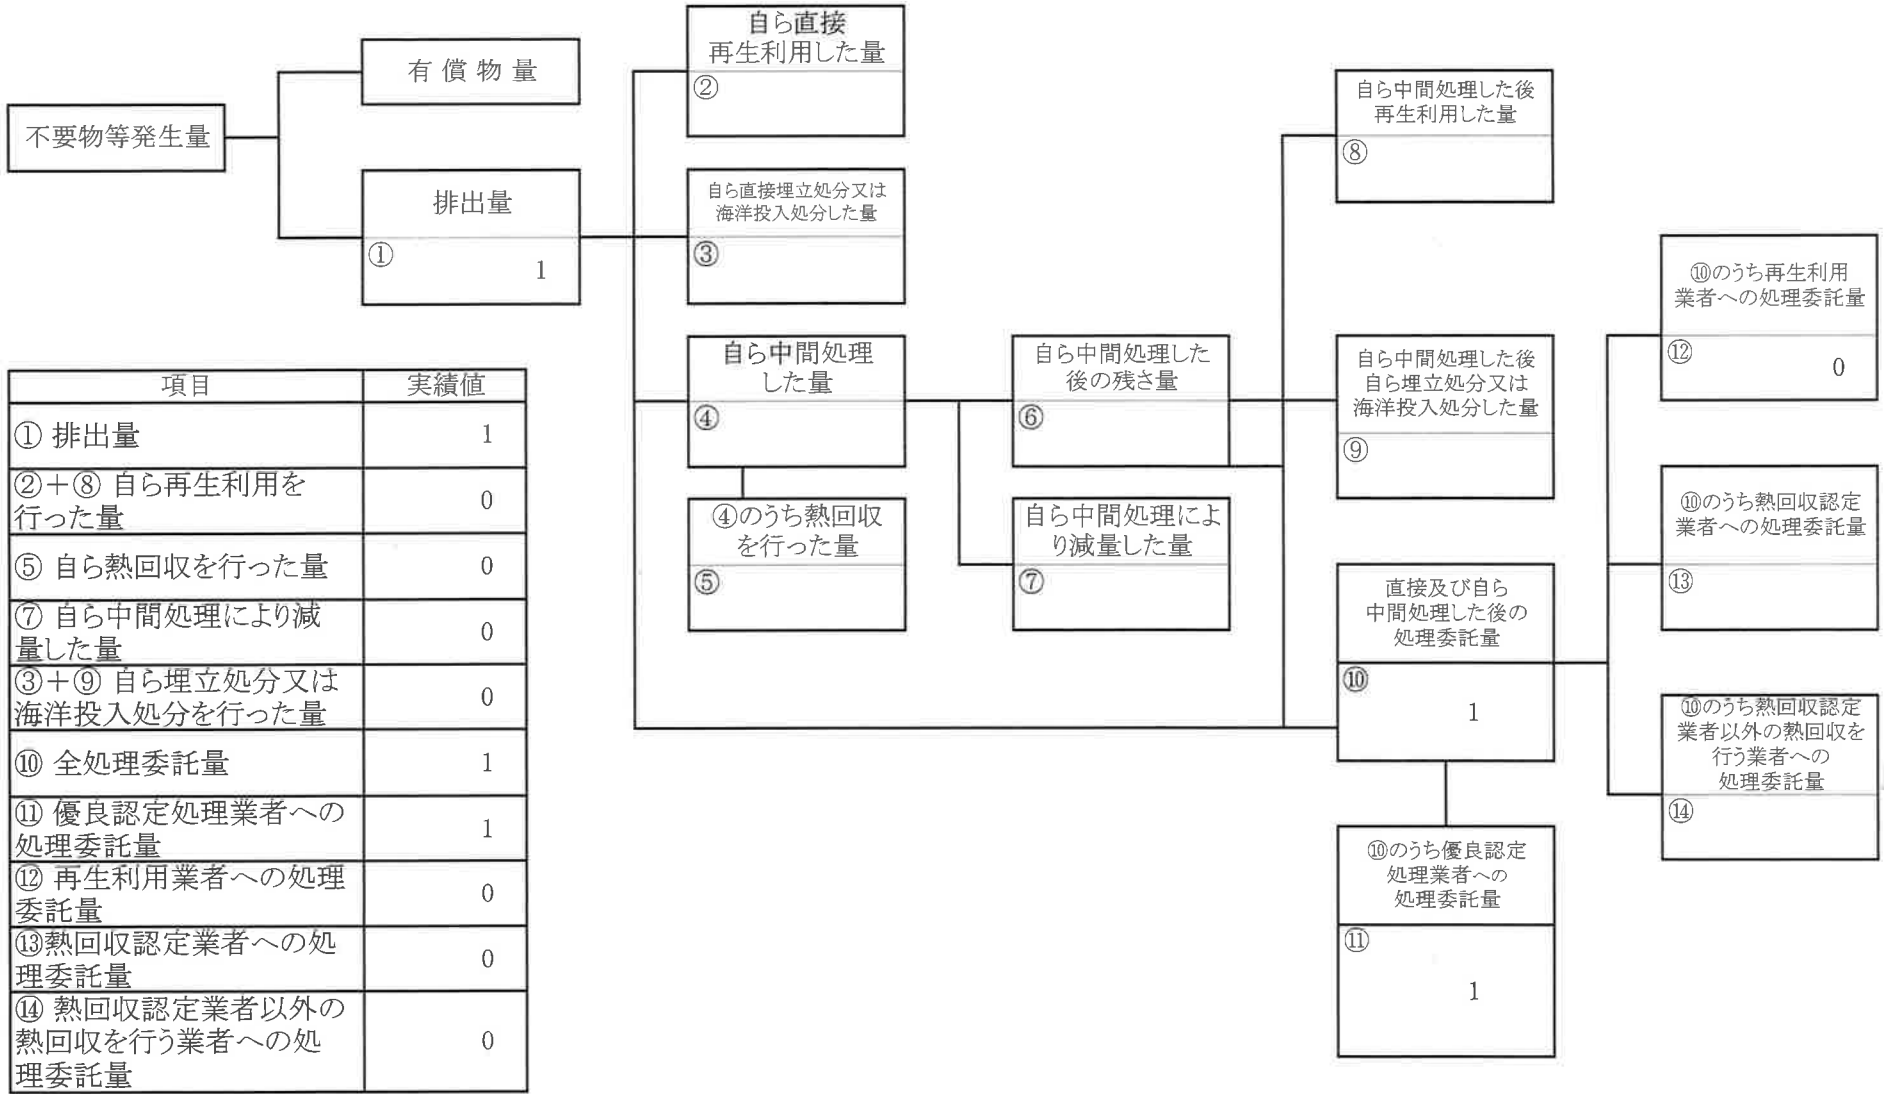 不要物等発生量
有償物量
排出量
①
1
自ら直接
再生利用した量
②
自ら直接埋立処分又は
海洋投入処分した量
③
自ら中間処理
した量
④
④のうち熱回収
を行った量
⑤
自ら中間処理した
後の残さ量
⑥
自ら中間処理によ
り減量した量
⑦
自ら中間処理した後
再生利用した量
⑧
自ら中間処理した後
自ら埋立処分又は
海洋投入処分した量
⑨
直接及び自ら
中間処理した後の
処理委託量
⑩
1
⑩のうち優良認定
処理業者への
処理委託量
⑪
1
⑩のうち再生利用
業者への処理委託量
⑫
0
⑩のうち熱回収認定
業者への処理委託量
⑬
⑩のうち熱回収認定
業者以外の熱回収を
行う業者への
処理委託量
⑭
項目 実績値
① 排出量 1
②+⑧ 自ら再生利用を
行った量 0
⑤ 自ら熱回収を行った量 0
⑦ 自ら中間処理により減
量した量 0
③+⑨ 自ら埋立処分又は
海洋投入処分を行った量 0
⑩ 全処理委託量 1
⑪ 優良認定処理業者への
処理委託量 1
⑫ 再生利用業者への処理
委託量 0
⑬熱回収認定業者への処
理委託量 0
⑭ 熱回収認定業者以外の
熱回収を行う業者への処
理委託量 0